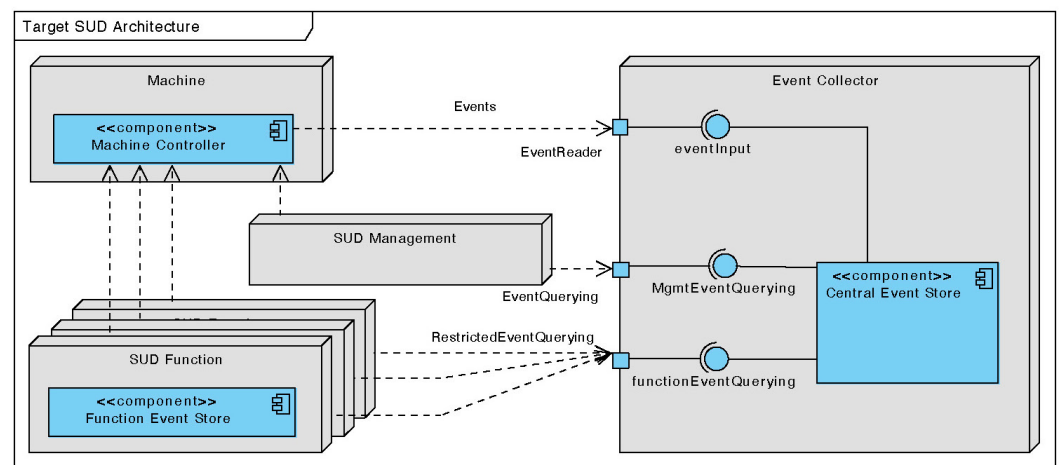 Target SUD Architecture
Machine
<<component>>
Machine Controller
Events
EventReader
Event Collector
eventInput
SUD Management
EventQuerying
MgmtEventQuerying
<<component>>
Central Event Store
RestrictedEventQuerying
functionEventQuerying
SUD Function
<<component>>
Function Event Store